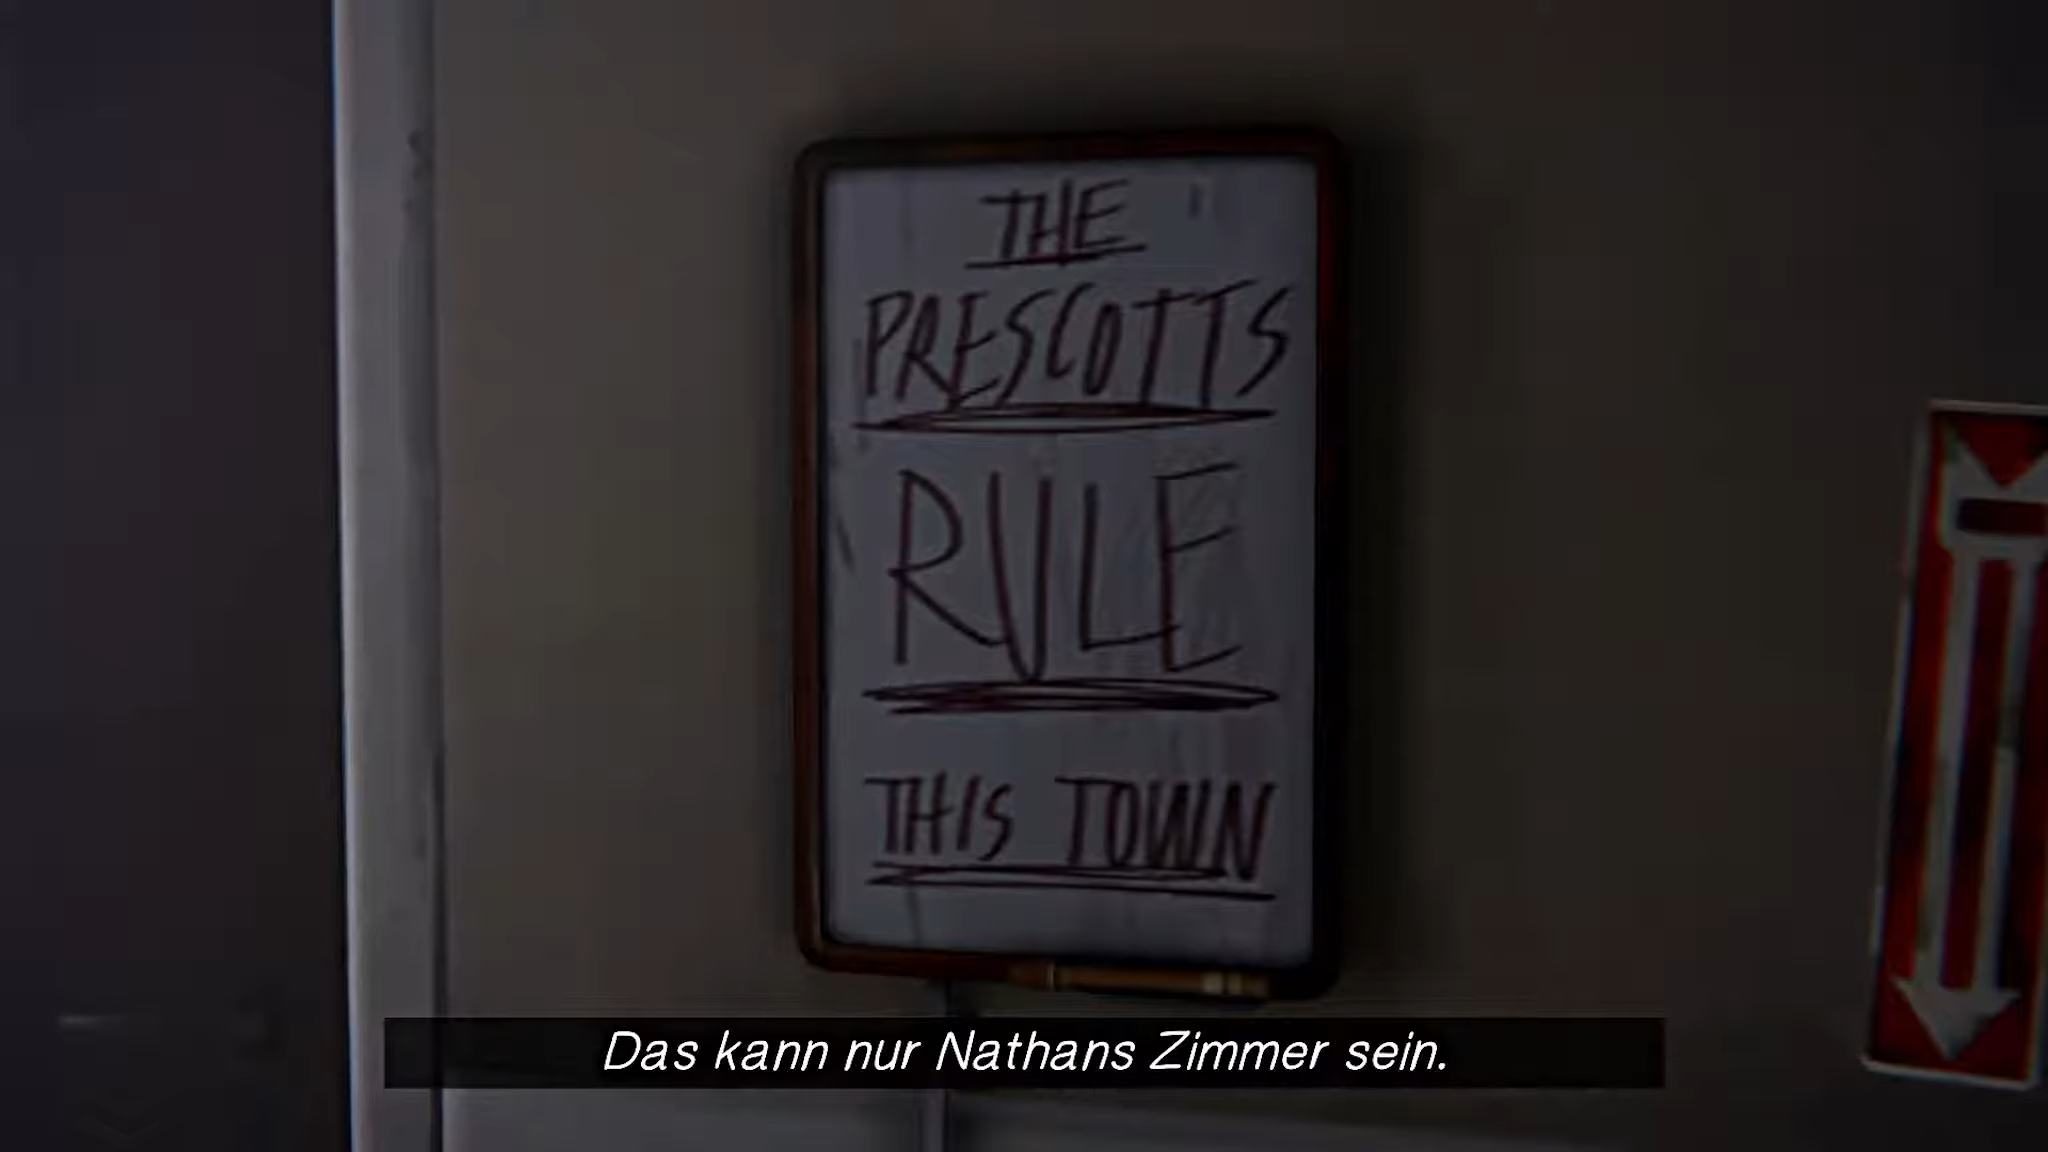 THE
PRESCOTTS
RULE
THIS TOWN
Das kann nur Nathans Zimmer sein.